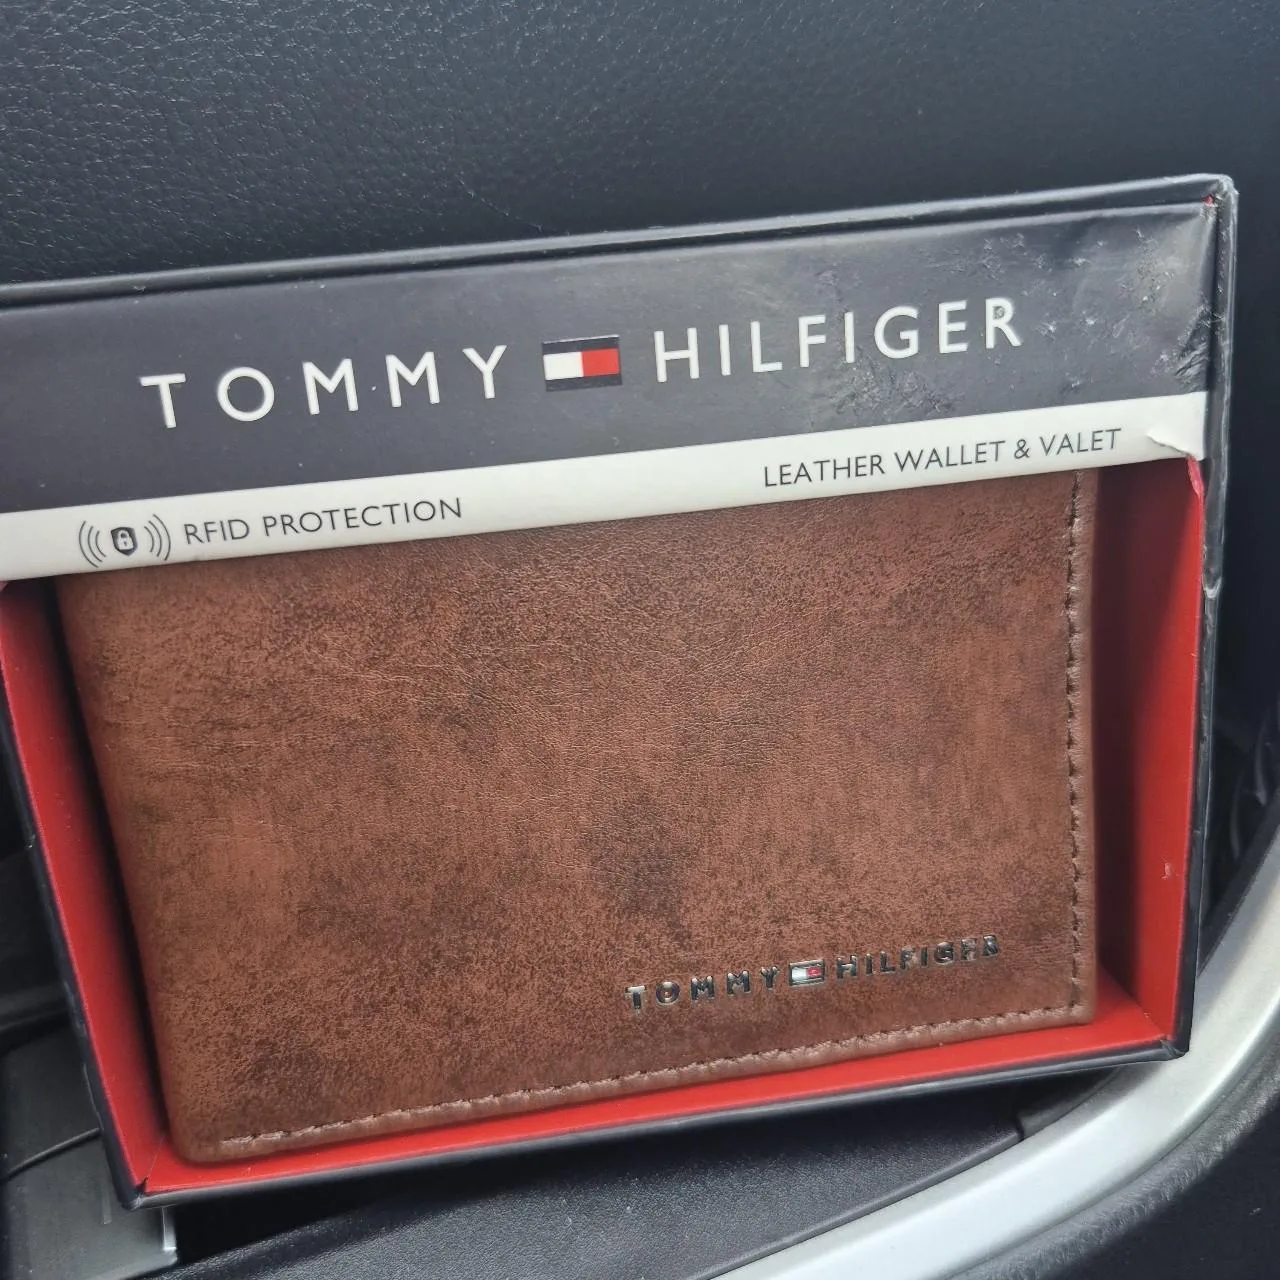 TOMMY HILFIGER
LEATHER WALLET & VALET
RFID PROTECTION
TOMMY HILFIGER